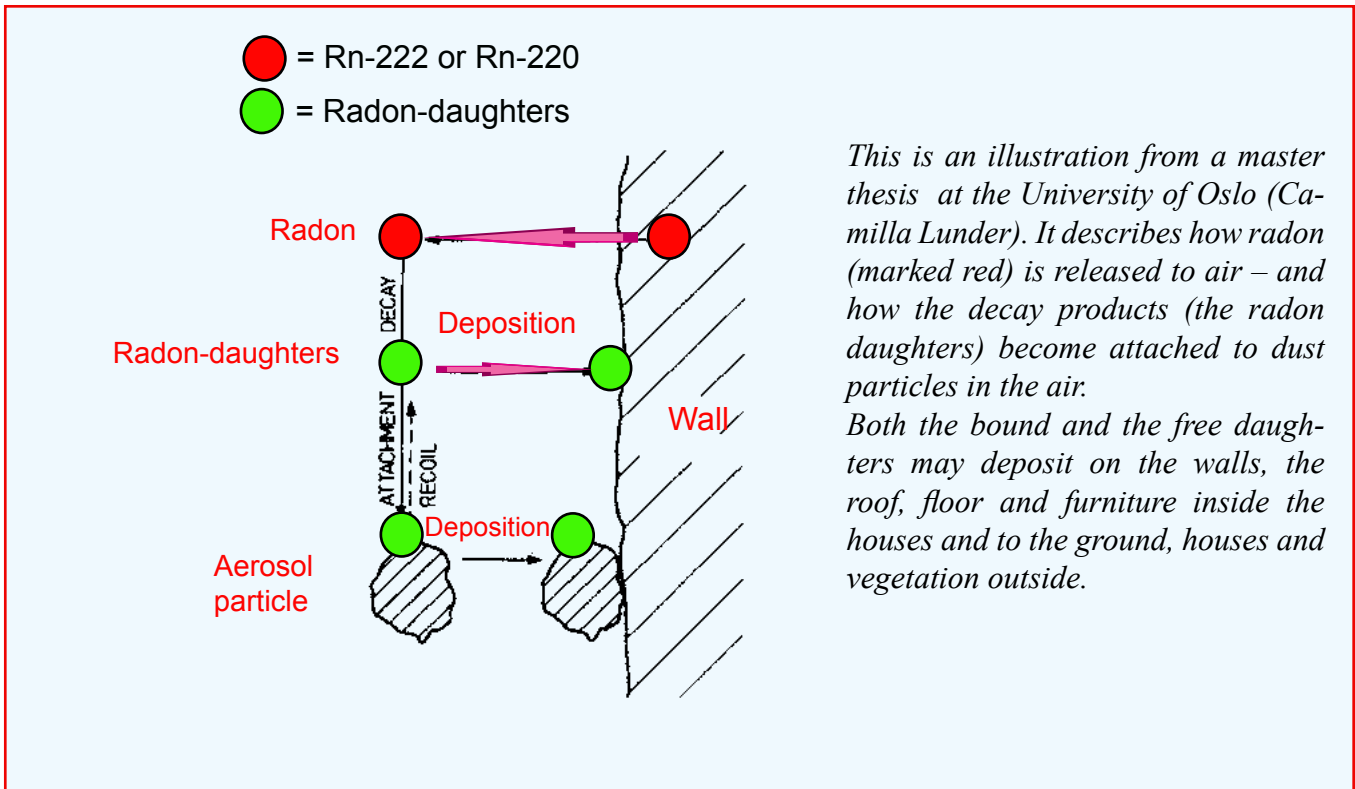 = Rn-222 or Rn-220
= Radon-daughters
Radon
DECAY
Deposition
Radon-daughters
Wall
ATTACHMENT
RECOIL
Deposition
Aerosol
particle
This is an illustration from a master
thesis at the University of Oslo (Ca-
milla Lunder). It describes how radon
(marked red) is released to air – and
how the decay products (the radon
daughters) become attached to dust
particles in the air.
Both the bound and the free daugh-
ters may deposit on the walls, the
roof, floor and furniture inside the
houses and to the ground, houses and
vegetation outside.